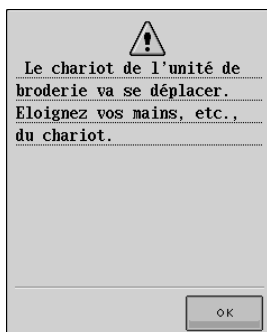 Le chariot de l'unité de
broderie va se déplacer.
Eloignez vos mains, etc.,
du chariot.
OK